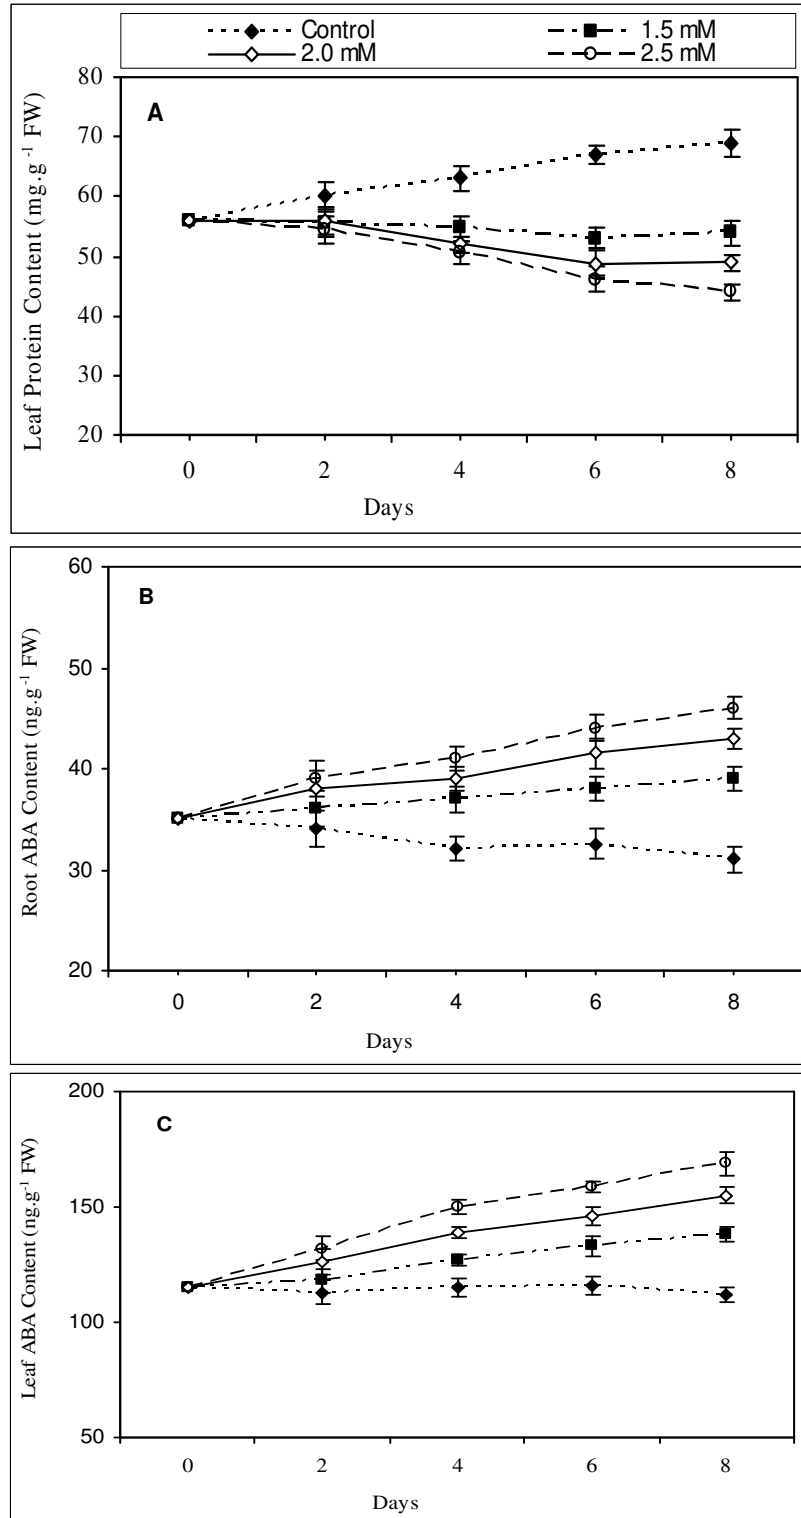 Control 1.5 mM
2.0 mM 2.5 mM
A
Leaf Protein Content (mg.g⁻¹ FW)
80
70
60
50
40
30
20
0 2 4 6 8
Days
B
Root ABA Content (ng.g⁻¹ FW)
60
50
40
30
20
0 2 4 6 8
Days
C
Leaf ABA Content (ng.g⁻¹ FW)
200
150
100
50
0 2 4 6 8
Days